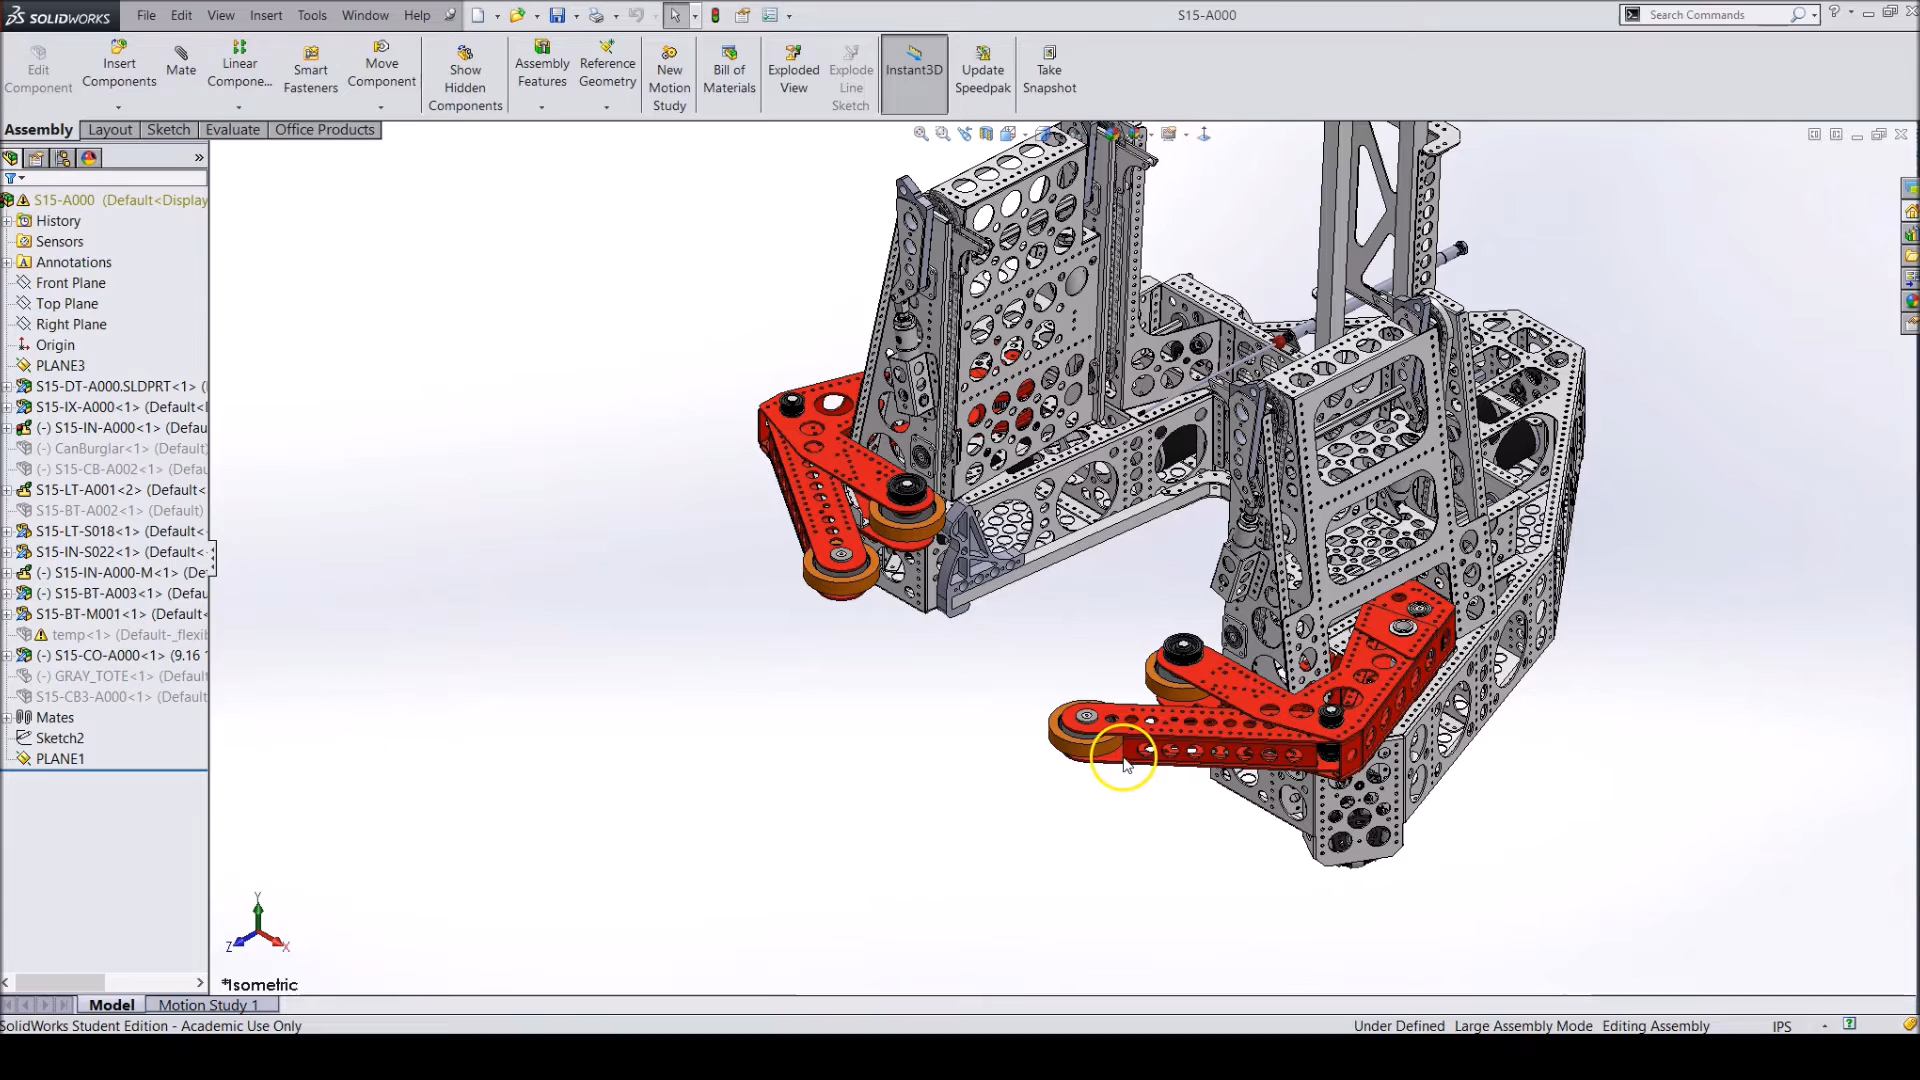 SOLIDWORKS
File Edit View Insert Tools Window Help
S15-A000
Search Commands
Edit Component
Insert Components
Mate
Linear Compone...
Smart Fasteners
Move Component
Show Hidden Components
Assembly Features
Reference Geometry
New Motion Study
Bill of Materials
Exploded View
Explode Line Sketch
Instant3D
Update Speedpak
Take Snapshot
Assembly Layout Sketch Evaluate Office Products
S15-A000 (Default<Display
History
Sensors
Annotations
Front Plane
Top Plane
Right Plane
Origin
PLANE3
S15-DT-A000.SLDPRT<1> (
S15-IX-A000<1> (Default<
(-) S15-IN-A000<1> (Defau
(-) CanBurglar<1> (Default)
(-) S15-CB-A002<1> (Defau
S15-LT-A001<2> (Default<
S15-BT-A002<1> (Default)
S15-LT-S018<1> (Default<
S15-IN-S022<1> (Default<
(-) S15-IN-A000-M<1> (De
(-) S15-BT-A003<1> (Defau
S15-BT-M001<1> (Default<
temp<1> (Default-_flexib
(-) S15-CO-A000<1> (9.16
(-) GRAY_TOTE<1> (Default
S15-CB3-A000<1> (Default
Mates
Sketch2
PLANE1
Y
Z
X
*Isometric
Model Motion Study 1
SolidWorks Student Edition - Academic Use Only
Under Defined Large Assembly Mode Editing Assembly IPS